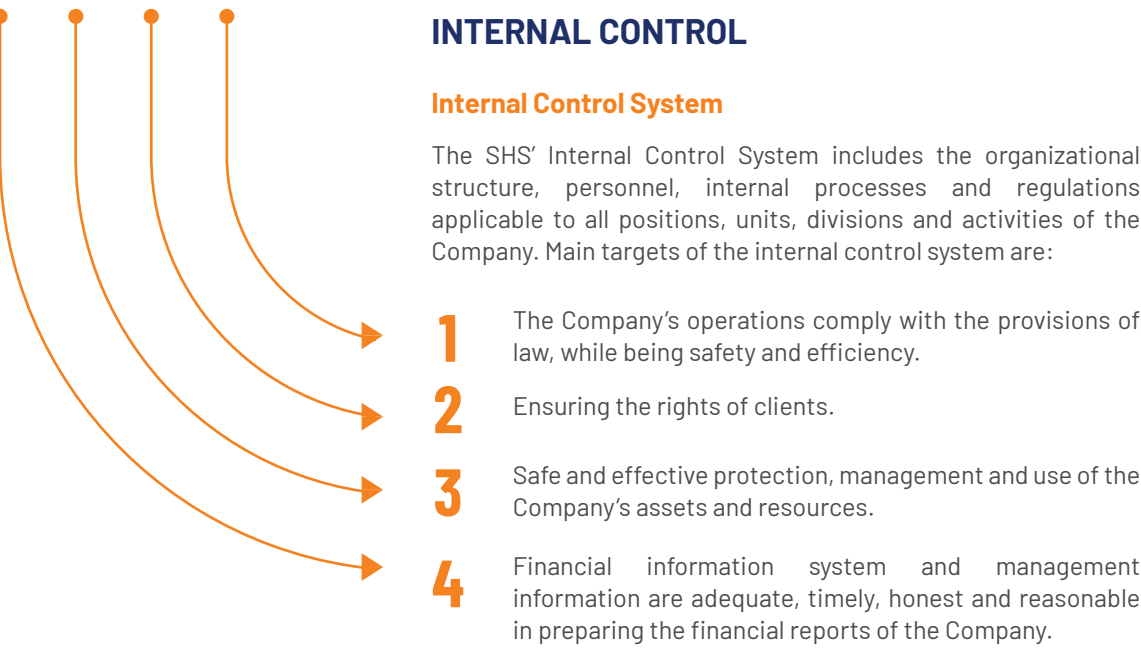 INTERNAL CONTROL
Internal Control System
The SHS' Internal Control System includes the organizational
structure, personnel, internal processes and regulations
applicable to all positions, units, divisions and activities of the
Company. Main targets of the internal control system are:
1
The Company's operations comply with the provisions of
law, while being safety and efficiency.
2
Ensuring the rights of clients.
3
Safe and effective protection, management and use of the
Company's assets and resources.
4
Financial information system and management
information are adequate, timely, honest and reasonable
in preparing the financial reports of the Company.